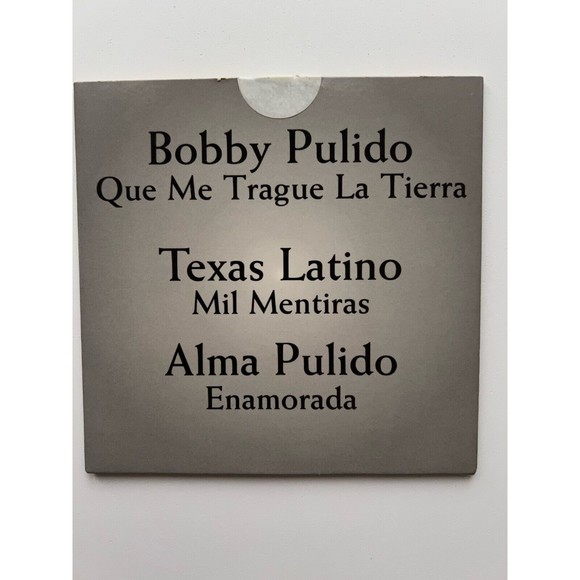 Bobby Pulido
Que Me Trague La Tierra
Texas Latino
Mil Mentiras
Alma Pulido
Enamorada